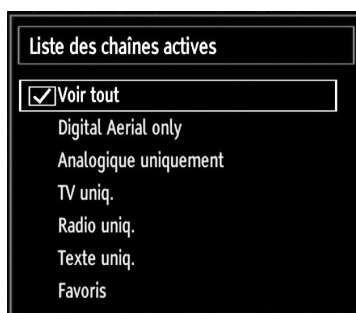 Liste des chaînes actives
Voir tout
Digital Aerial only
Analogique uniquement
TV uniq.
Radio uniq.
Texte uniq.
Favoris